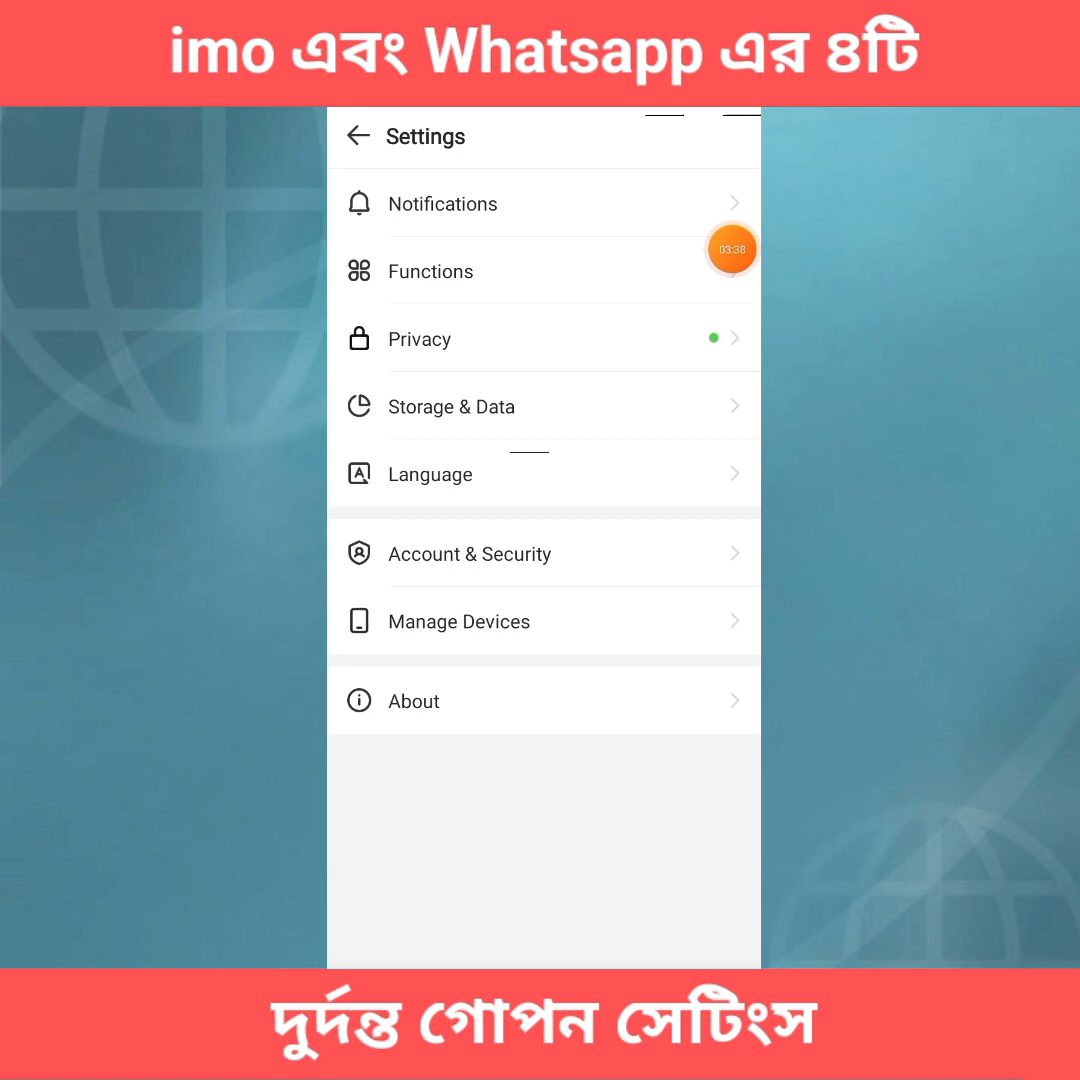 imo এবং Whatsapp এর ৪টি
Settings
Notifications
03:38
Functions
Privacy
Storage & Data
Language
Account & Security
Manage Devices
About
দুর্দান্ত গোপন সেটিংস